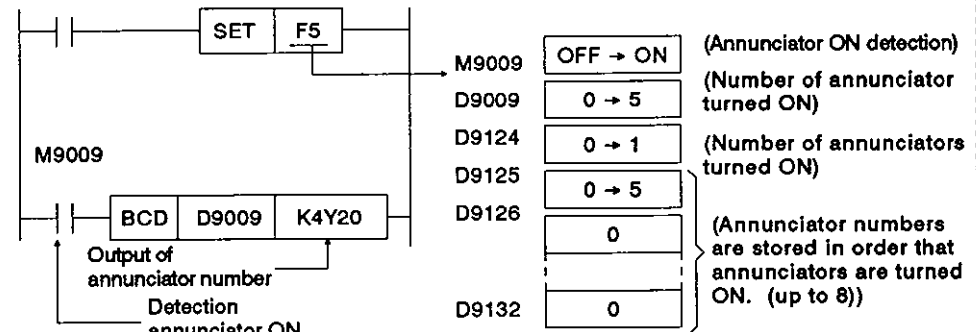 SET F5
M9009 OFF → ON (Annunciator ON detection)
D9009 0 → 5 (Number of annunciator
turned ON)
D9124 0 → 1 (Number of annunciators
turned ON)
M9009
D9125 0 → 5
D9126 0
BCD D9009 K4Y20
(Annunciator numbers
are stored in order that
annunciators are turned
ON. (up to 8))
Output of
annunciator number
Detection
annunciator ON
D9132 0